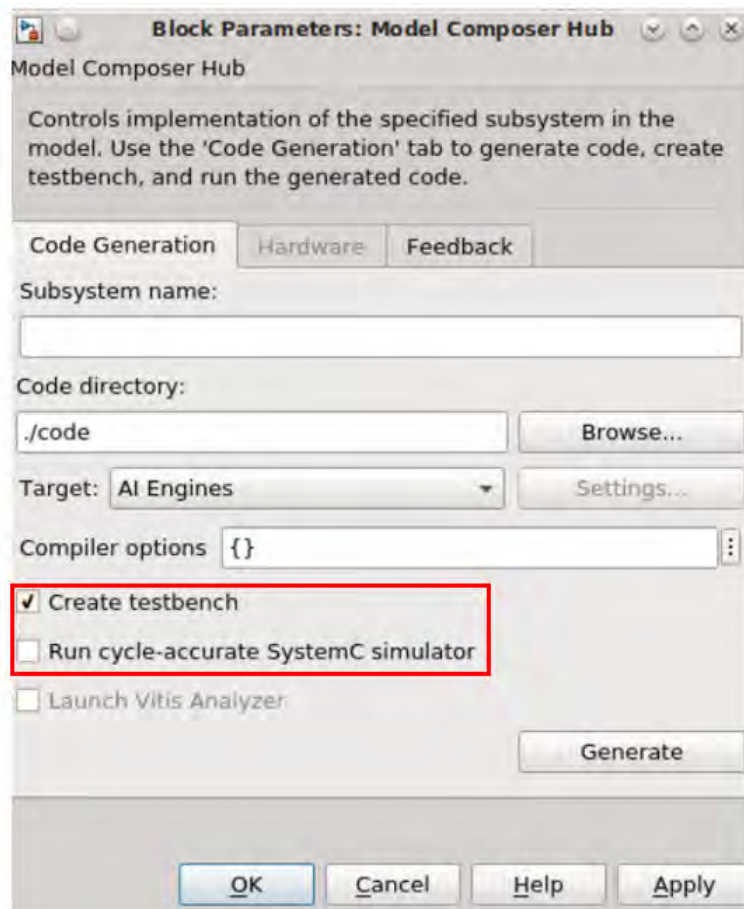 Block Parameters: Model Composer Hub
Model Composer Hub
Controls implementation of the specified subsystem in the
model. Use the 'Code Generation' tab to generate code, create
testbench, and run the generated code.
Code Generation Hardware Feedback
Subsystem name:
Code directory:
./code Browse...
Target: AI Engines Settings...
Compiler options {}
Create testbench
Run cycle-accurate SystemC simulator
Launch Vitis Analyzer
Generate
OK Cancel Help Apply